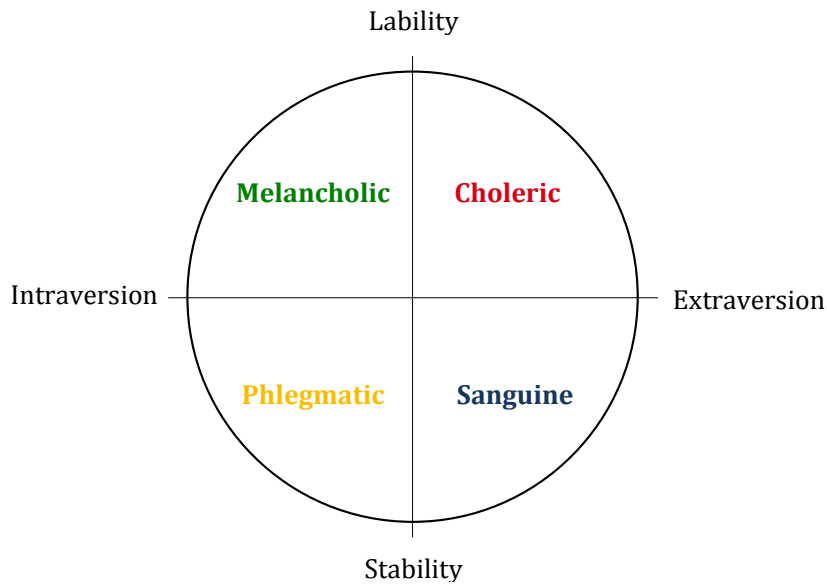 Lability
Melancholic
Choleric
Intraversion
Extraversion
Phlegmatic
Sanguine
Stability